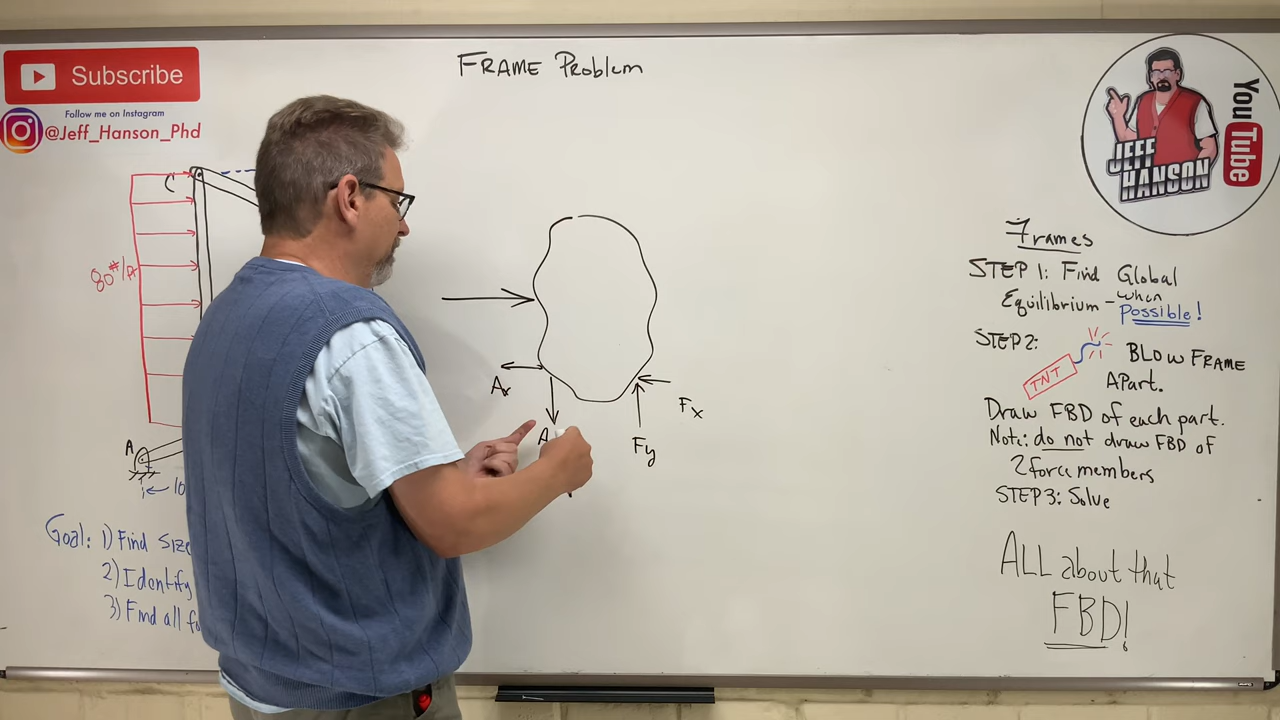 FRAME Problem
Subscribe
Follow me on Instagram
@Jeff_Hanson_Phd
C
80#/ft
A
10
Goal: 1) Find Size
2) Identify
3) Find all
Ax
A
Fx
Fy
Frames
STEP 1: Find Global
Equilibrium - when
possible!
STEP 2:
TNT
BLOW FRAME
APart.
Draw FBD of each part.
Note: do not draw FBD of
2 force members
STEP 3: Solve
ALL about that
FBD!
JEFF
HANSON
YouTube